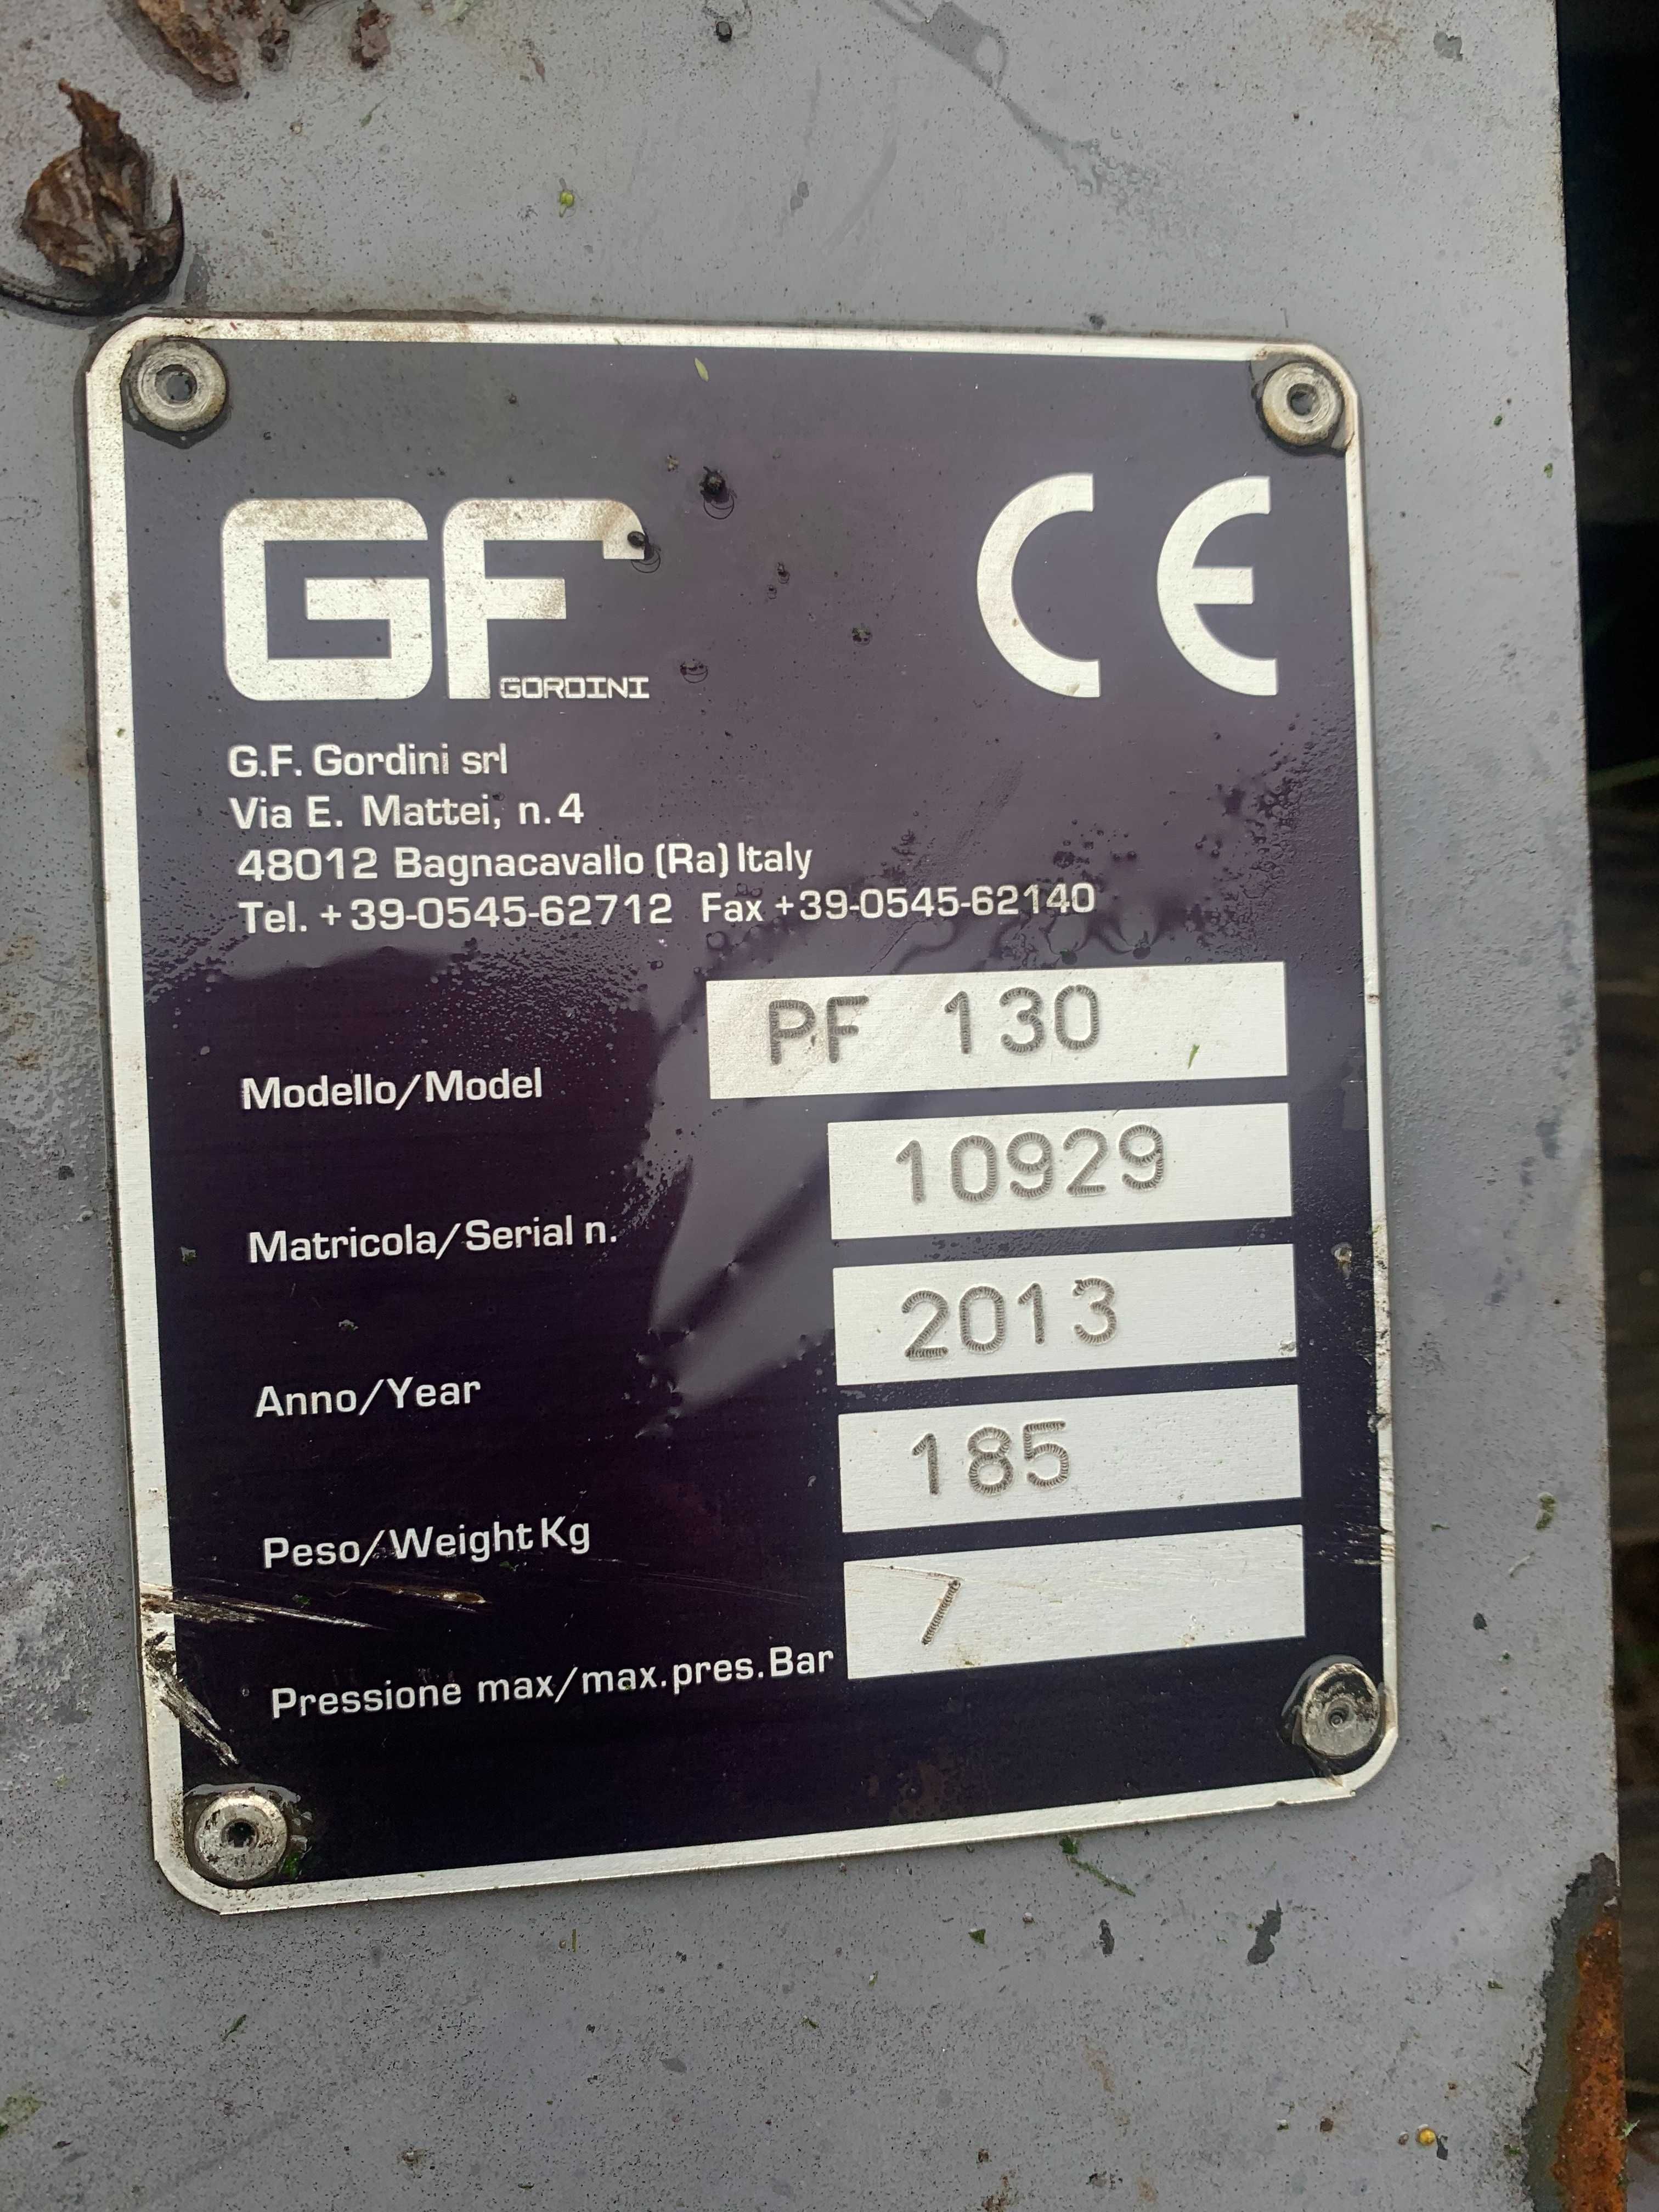 GF GORDINI
CE
G.F. Gordini srl
Via E. Mattei, n.4
48012 Bagnacavallo (Ra) Italy
Tel. +39-0545-62712 Fax +39-0545-62140
Modello/Model PF 130
Matricola/Serial n. 10929
Anno/Year 2013
Peso/Weight Kg 185
Pressione max/max.pres.Bar 7